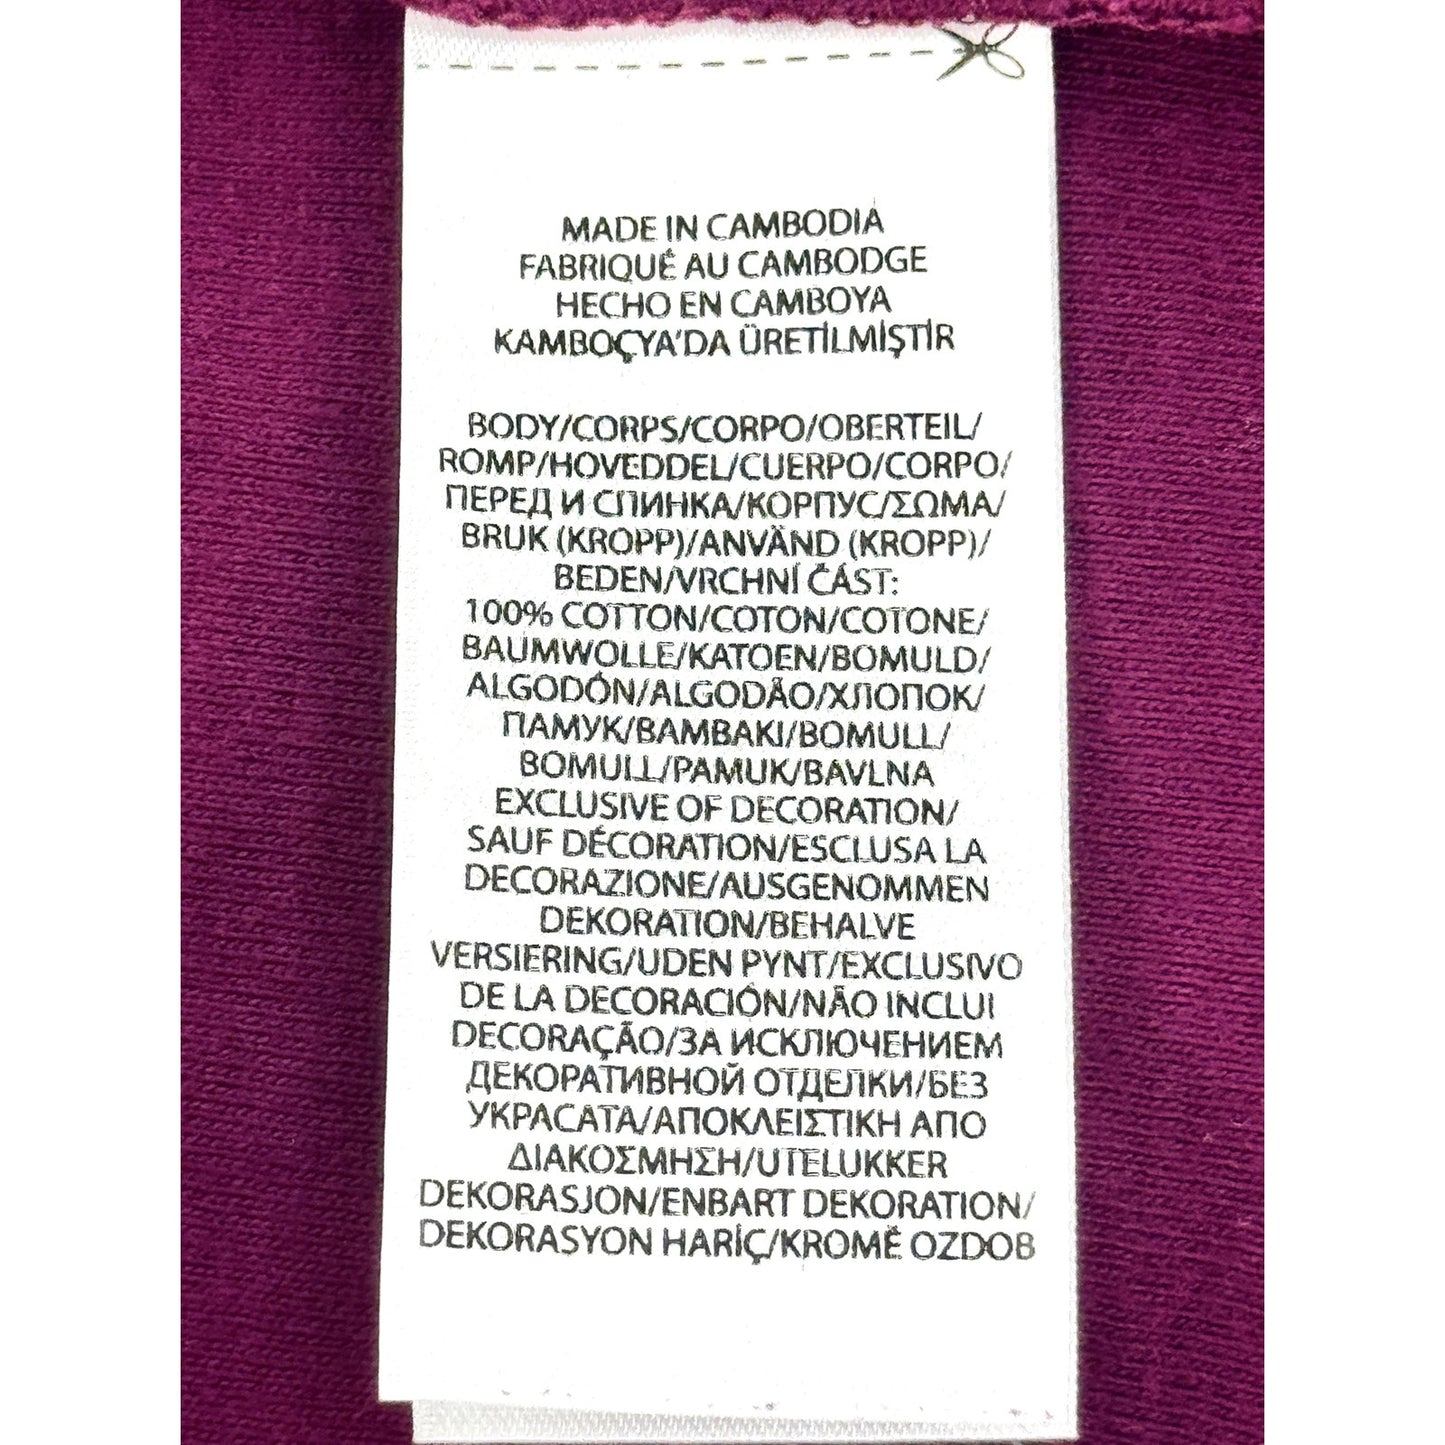 MADE IN CAMBODIA
FABRIQUÉ AU CAMBODGE
HECHO EN CAMBOYA
KAMBOÇYA'DA ÜRETİLMİŞTİR
BODY/CORPS/CORPO/OBERTEIL/
ROMP/HOVEDDEL/CUERPO/CORPO/
ПЕРЕД И СПИНКА/КОРПУС/ΣΩΜΑ/
BRUK (KROPP)/ANVÄND (KROPP)/
BEDEN/VRCHNÍ ČÁST:
100% COTTON/COTON/COTONE/
BAUMWOLLE/KATOEN/BOMULD/
ALGODÓN/ALGODÃO/ХЛОПОК/
ПАМУК/BAMBAKI/BOMULL/
BOMULL/PAMUK/BAVLNA
EXCLUSIVE OF DECORATION/
SAUF DÉCORATION/ESCLUSA LA
DECORAZIONE/AUSGENOMMEN
DEKORATION/BEHALVE
VERSIERING/UDEN PYNT/EXCLUSIVO
DE LA DECORACIÓN/NÃO INCLUI
DECORAÇÃO/ЗА ИСКЛЮЧЕНИЕМ
ДЕКОРАТИВНОЙ ОТДЕЛКИ/БЕЗ
УКРАСАТА/ΑΠΟΚΛΕΙΣΤΙΚΗ ΑΠΟ
ΔΙΑΚΟΣΜΗΣΗ/UTELUKKER
DEKORASJON/ENBART DEKORATION/
DEKORASYON HARİÇ/KROMĚ OZDOB